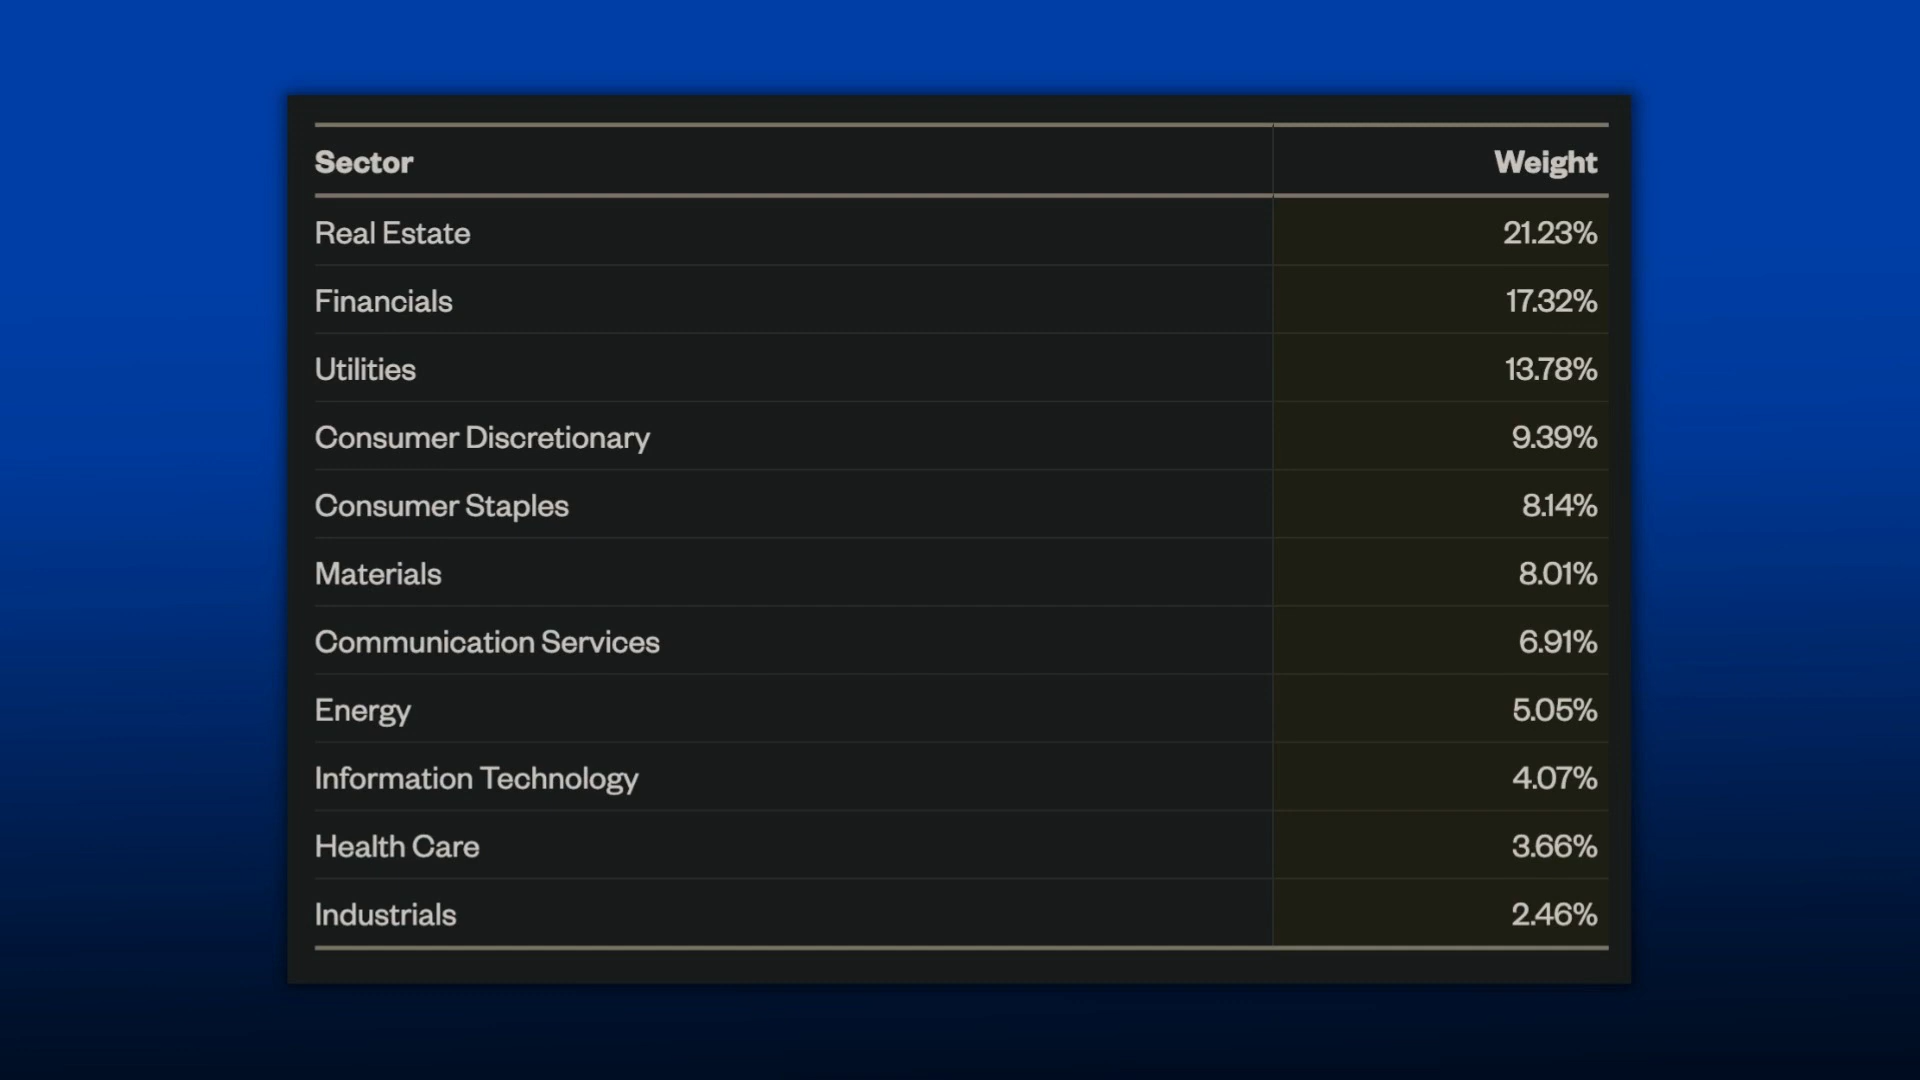 Sector Weight
Real Estate 21.23%
Financials 17.32%
Utilities 13.78%
Consumer Discretionary 9.39%
Consumer Staples 8.14%
Materials 8.01%
Communication Services 6.91%
Energy 5.05%
Information Technology 4.07%
Health Care 3.66%
Industrials 2.46%